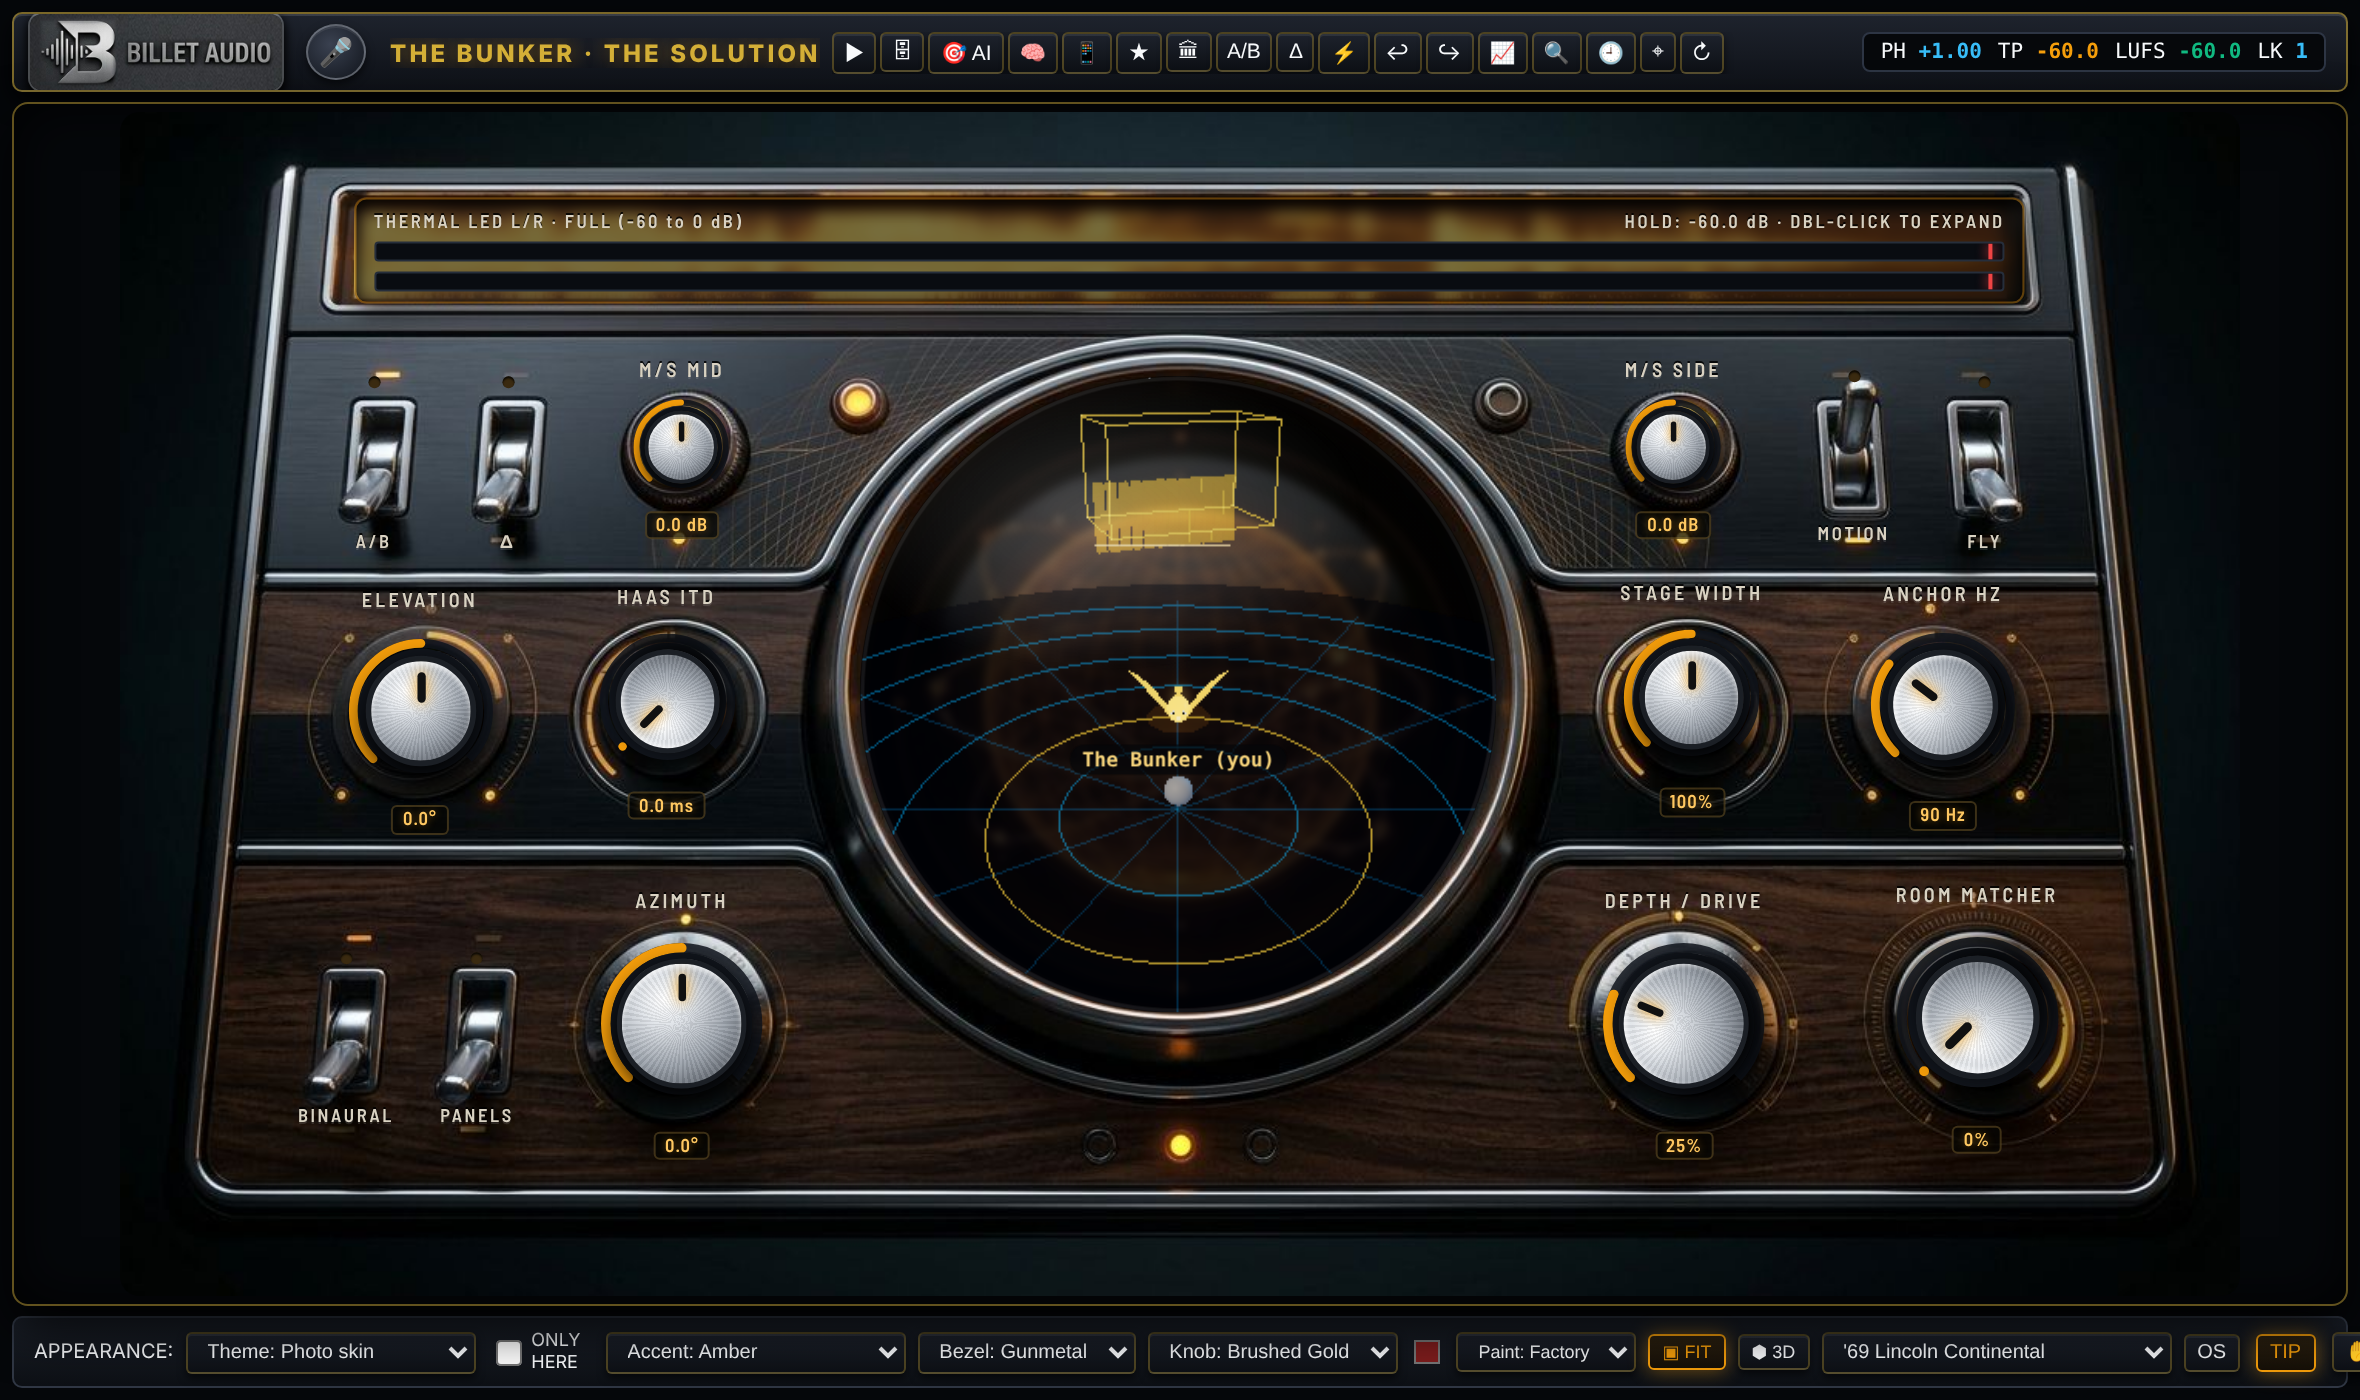 BILLET AUDIO
THE BUNKER · THE SOLUTION
AI
A/B
Δ
PH +1.00 TP -60.0 LUFS -60.0 LK 1
THERMAL LED L/R · FULL (-60 to 0 dB)
HOLD: -60.0 dB · DBL-CLICK TO EXPAND
M/S MID
M/S SIDE
0.0 dB
0.0 dB
A/B
Δ
MOTION
FLY
ELEVATION
HAAS ITD
STAGE WIDTH
ANCHOR HZ
The Bunker (you)
0.0°
0.0 ms
100%
90 Hz
AZIMUTH
DEPTH / DRIVE
ROOM MATCHER
BINAURAL
PANELS
0.0°
25%
0%
APPEARANCE:
Theme: Photo skin
ONLY
HERE
Accent: Amber
Bezel: Gunmetal
Knob: Brushed Gold
Paint: Factory
FIT
3D
'69 Lincoln Continental
OS
TIP